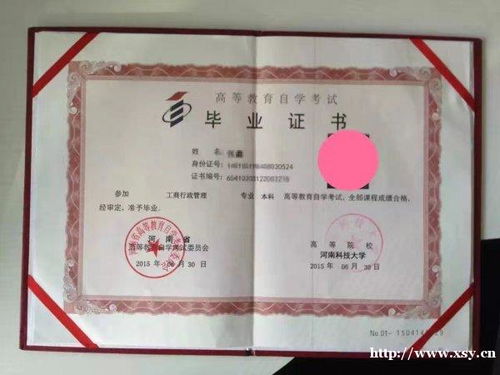 高等教育自学考试
毕业证书
姓名
身份证号:
证书编号:
参加 工商行政管理 专业 本科 高等教育自学考试,全部课程成绩合格,
经审定,准予毕业。
河南省
高等教育自学考试委员会
2015 年 06 月 30 日
高等院校
河南科技大学
2015 年 06 月 30 日
http://www.xsy.cn